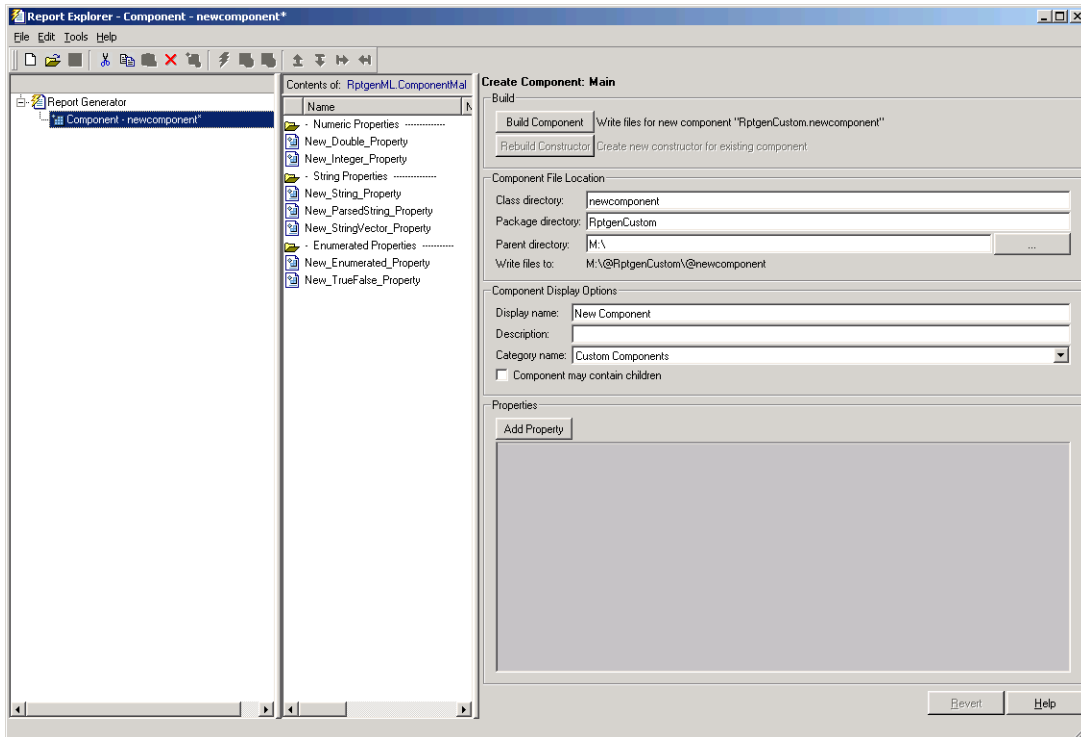 Report Explorer - Component - newcomponent*
File Edit Tools Help
Contents of: RptgenML.ComponentMal
Report Generator
Component - newcomponent*
Name N
- Numeric Properties -------------
New_Double_Property
New_Integer_Property
- String Properties --------------
New_String_Property
New_ParsedString_Property
New_StringVector_Property
- Enumerated Properties ----------
New_Enumerated_Property
New_TrueFalse_Property
Create Component: Main
Build
Build Component Write files for new component "RptgenCustom.newcomponent"
Rebuild Constructor Create new constructor for existing component
Component File Location
Class directory: newcomponent
Package directory: RptgenCustom
Parent directory: M:\ ...
Write files to: M:\@RptgenCustom\@newcomponent
Component Display Options
Display name: New Component
Description:
Category name: Custom Components
Component may contain children
Properties
Add Property
Revert Help